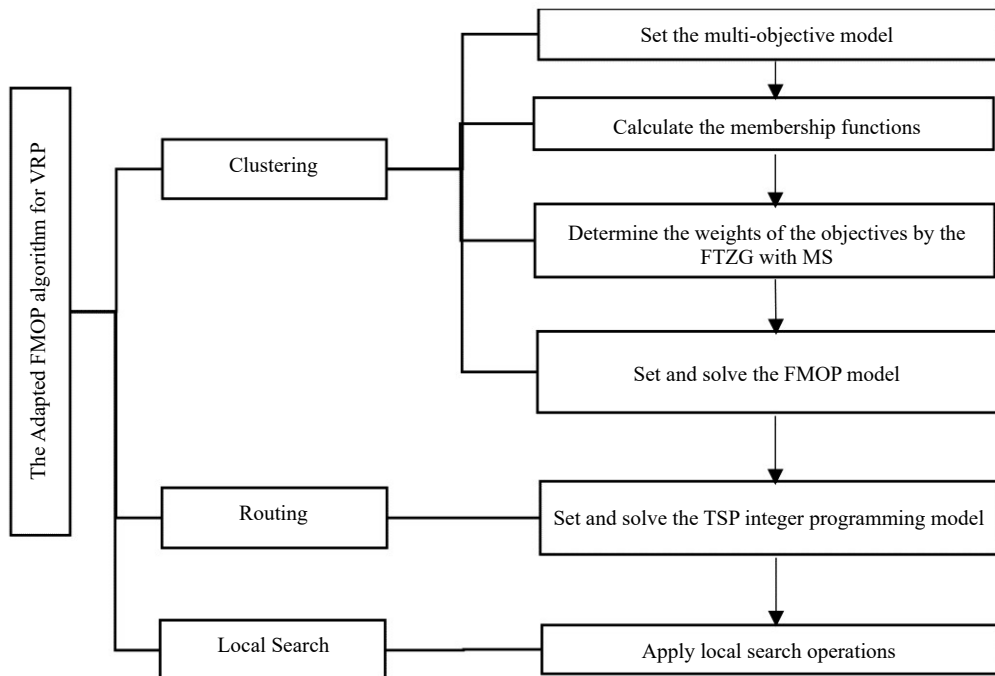 The Adapted FMOP algorithm for VRP
Clustering
Routing
Local Search
Set the multi-objective model
Calculate the membership functions
Determine the weights of the objectives by the
FTZG with MS
Set and solve the FMOP model
Set and solve the TSP integer programming model
Apply local search operations